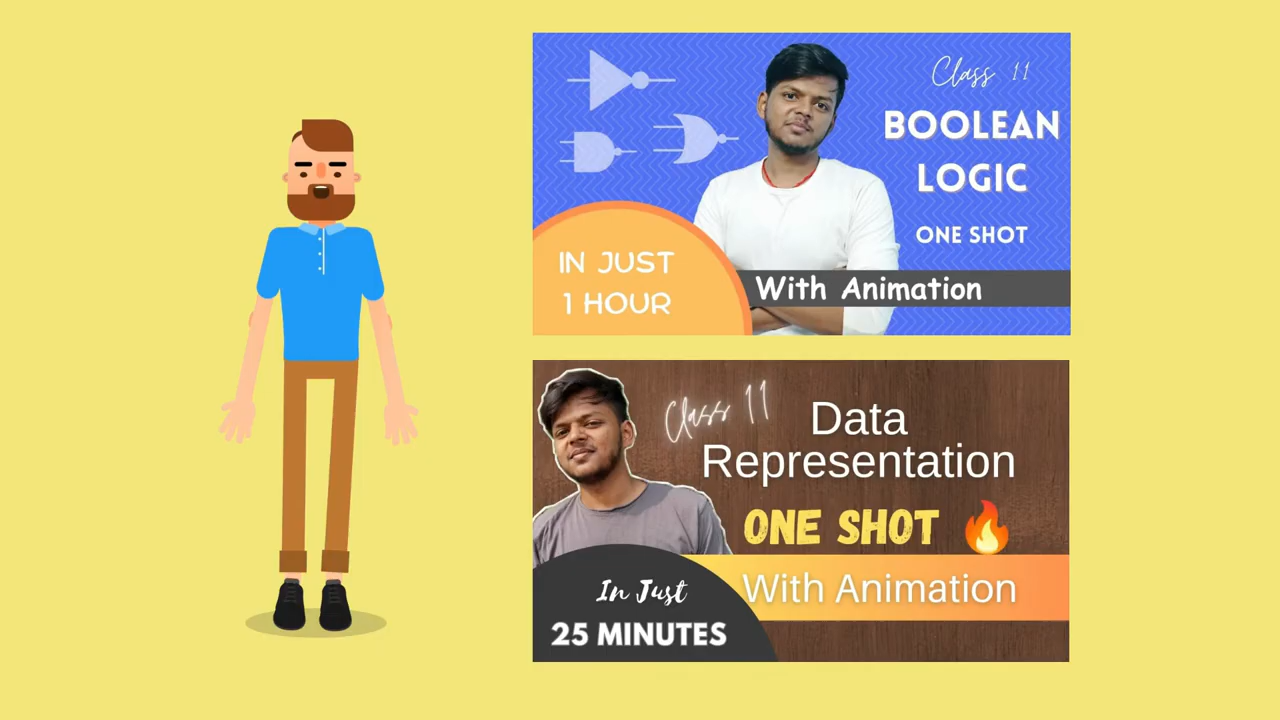 Class 11
BOOLEAN
LOGIC
ONE SHOT
IN JUST
1 HOUR
With Animation
Class 11
Data
Representation
ONE SHOT 🔥
With Animation
In Just
25 MINUTES